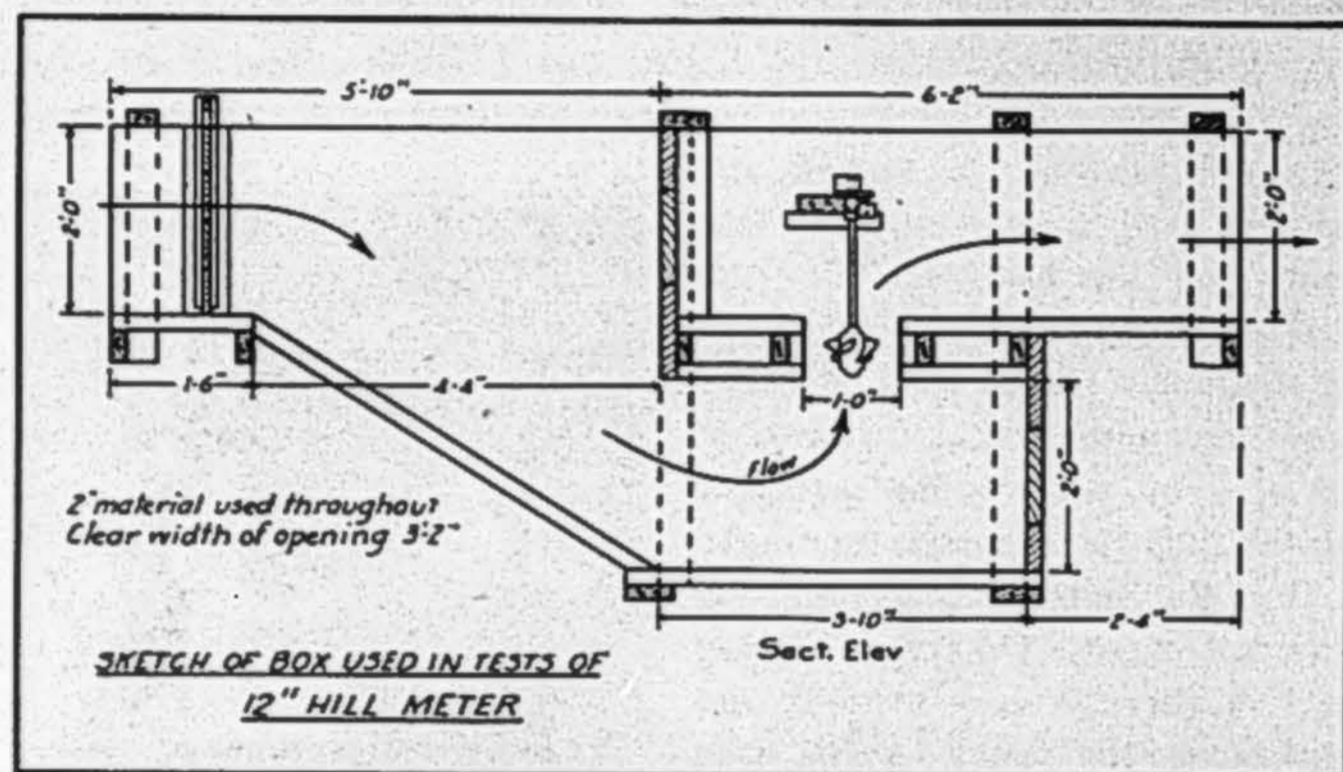 5'-10"
6'-2"
2'-0"
2'-0"
1'-6"
4'-4"
1'-0"
Flow
2'-0"
2" material used throughout
Clear width of opening 3'-2"
3'-10"
2'-4"
Sect. Elev
SKETCH OF BOX USED IN TESTS OF
12" HILL METER